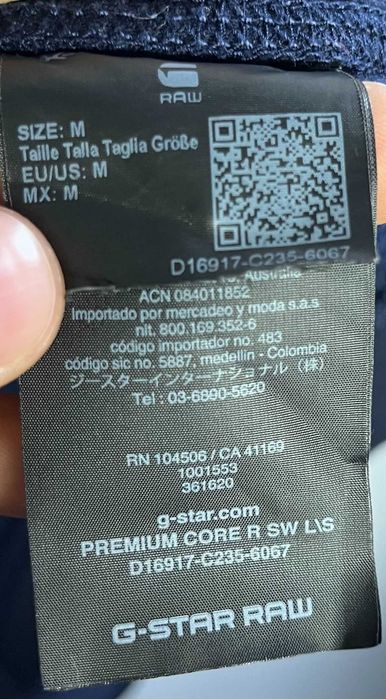 RAW
SIZE: M
Taille Talla Taglia Größe
EU/US: M
MX: M
D16917-C235-6067
Australia
ACN 084011852
Importado por mercadeo y moda s.a.s
nit. 800.169.352-6
código importador no. 483
código sic no. 5887, medellin - Colombia
ジースターインターナショナル（株）
Tel : 03-6890-5620
RN 104506 / CA 41169
1001553
361620
g-star.com
PREMIUM CORE R SW L\S
D16917-C235-6067
G-STAR RAW